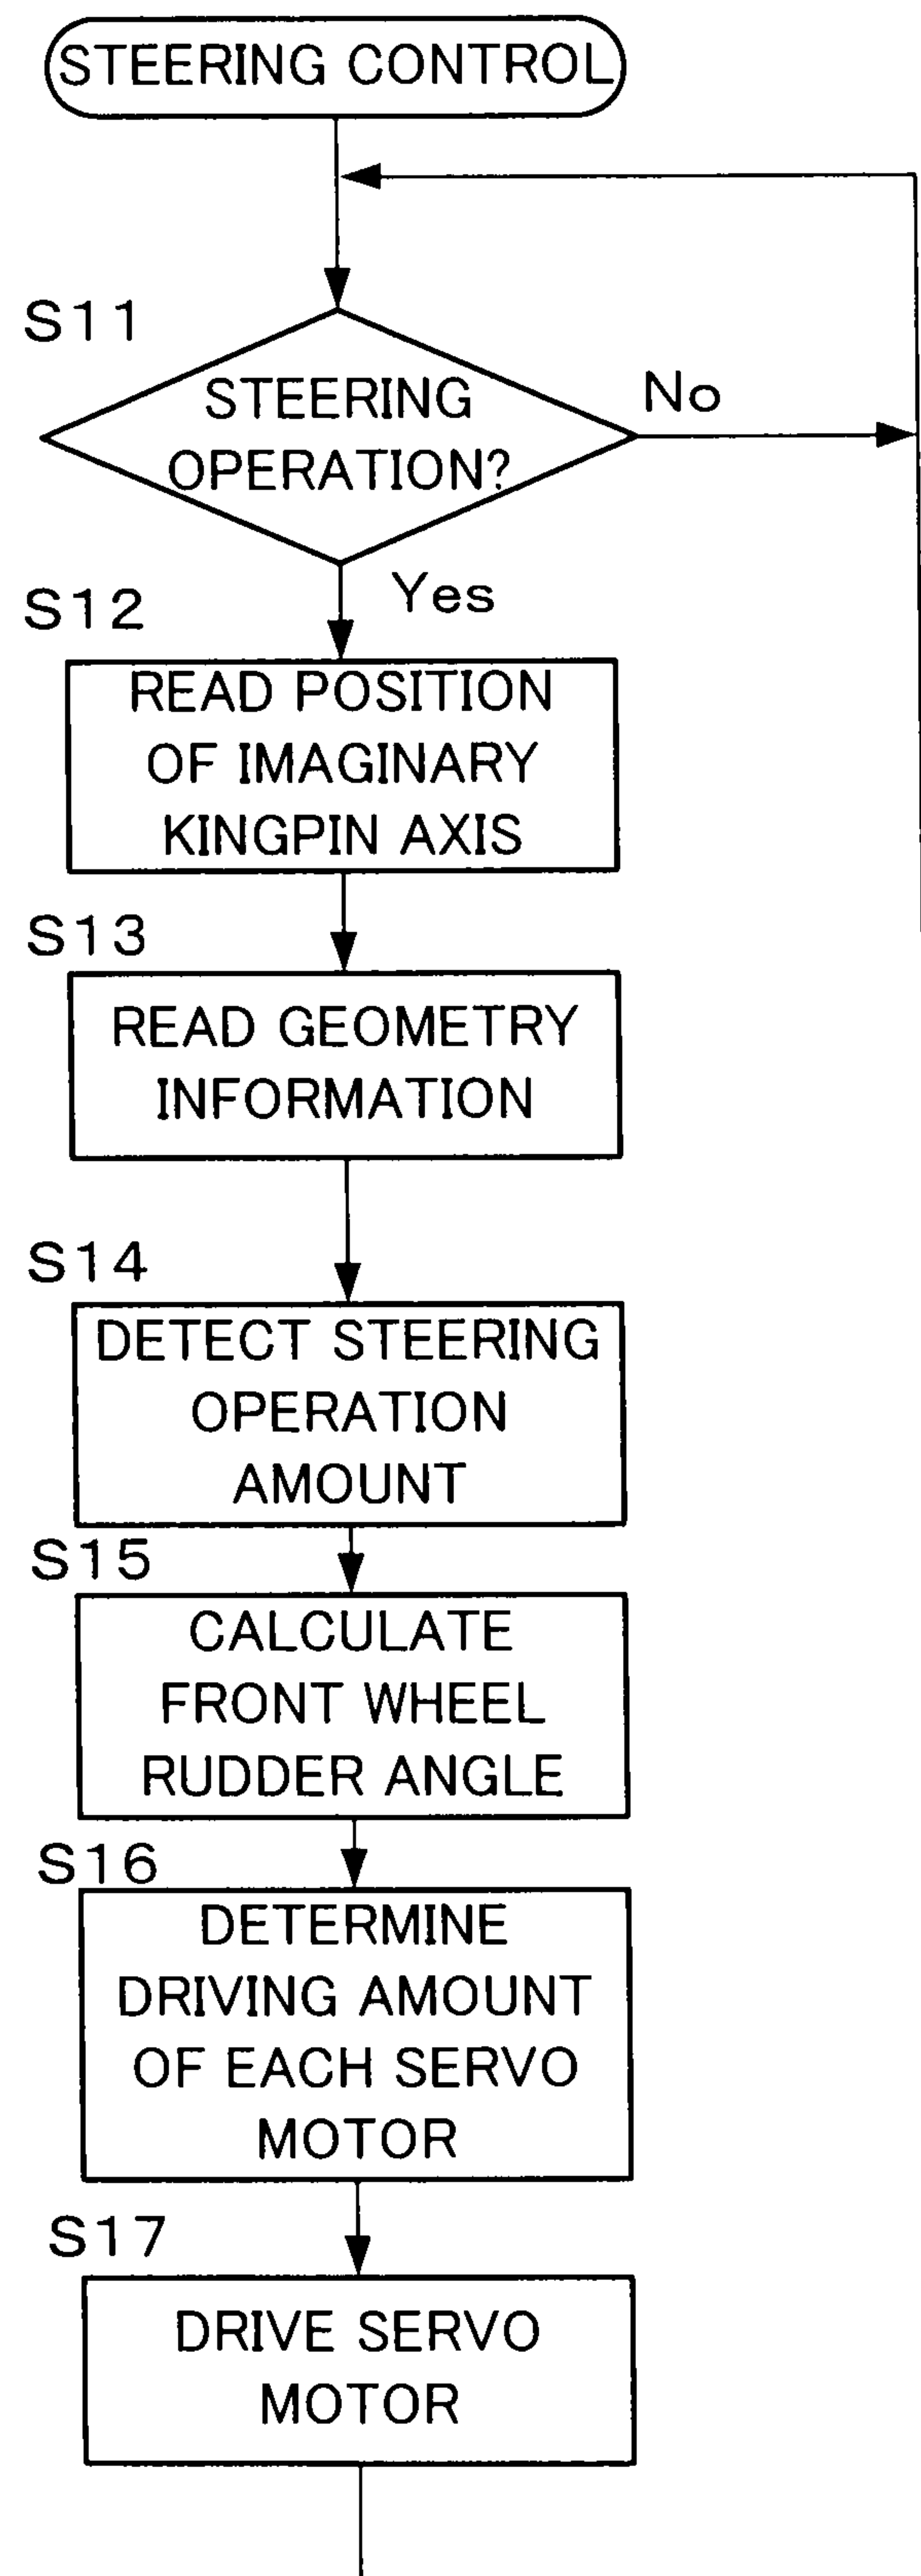 STEERING CONTROL
S11
STEERING
OPERATION?
No
Yes
S12
READ POSITION
OF IMAGINARY
KINGPIN AXIS
S13
READ GEOMETRY
INFORMATION
S14
DETECT STEERING
OPERATION
AMOUNT
S15
CALCULATE
FRONT WHEEL
RUDDER ANGLE
S16
DETERMINE
DRIVING AMOUNT
OF EACH SERVO
MOTOR
S17
DRIVE SERVO
MOTOR